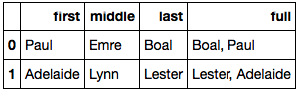 first middle last full
0 Paul Emre Boal Boal, Paul
1 Adelaide Lynn Lester Lester, Adelaide